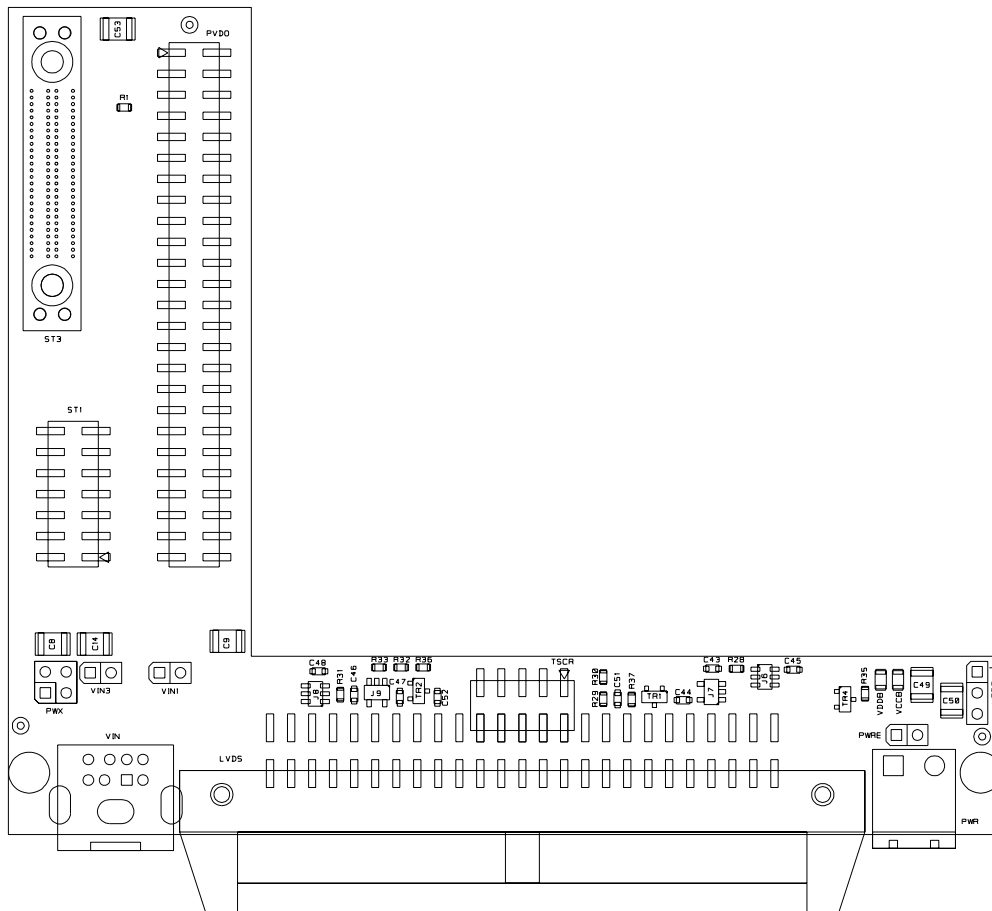 C53
PVD0
R1
ST3
ST1
C8
C14
C9
VIN3
VIN1
PWX
VIN
LVDS
C48
R33
R32
R36
R31
C46
J8
J9
C47
TR2
C52
TSCR
R30
R29
C51
R37
TR1
C44
C43
R28
J7
J6
C45
TR4
R35
VDDB
VCCB
C49
C50
PWRE
PWR